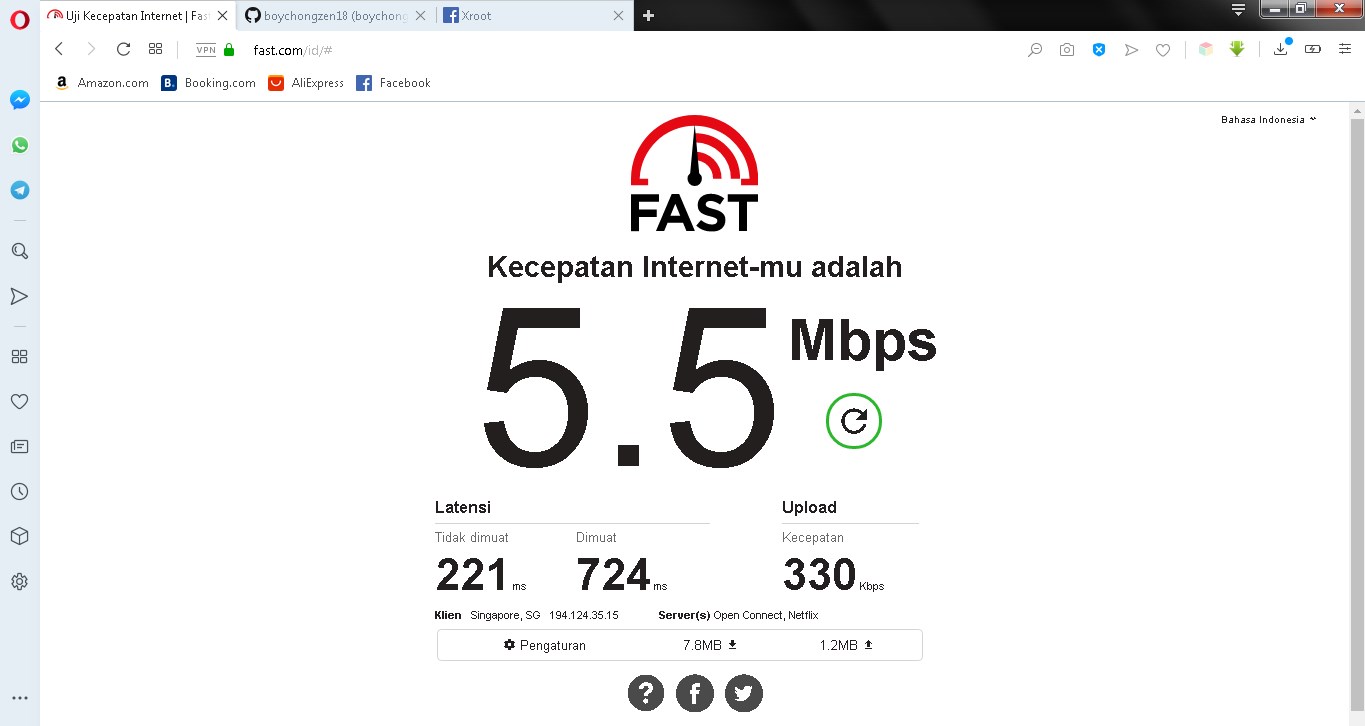 Uji Kecepatan Internet | Fas
boychongzen18 (boychong
Xroot
VPN
fast.com/id/#
Amazon.com
B. Booking.com
AliExpress
Facebook
Bahasa Indonesia
FAST
Kecepatan Internet-mu adalah
5.5 Mbps
Latensi
Upload
Tidak dimuat
Dimuat
Kecepatan
221 ms
724 ms
330 Kbps
Klien Singapore, SG 194.124.35.15 Server(s) Open Connect, Netflix
Pengaturan 7.8MB 1.2MB